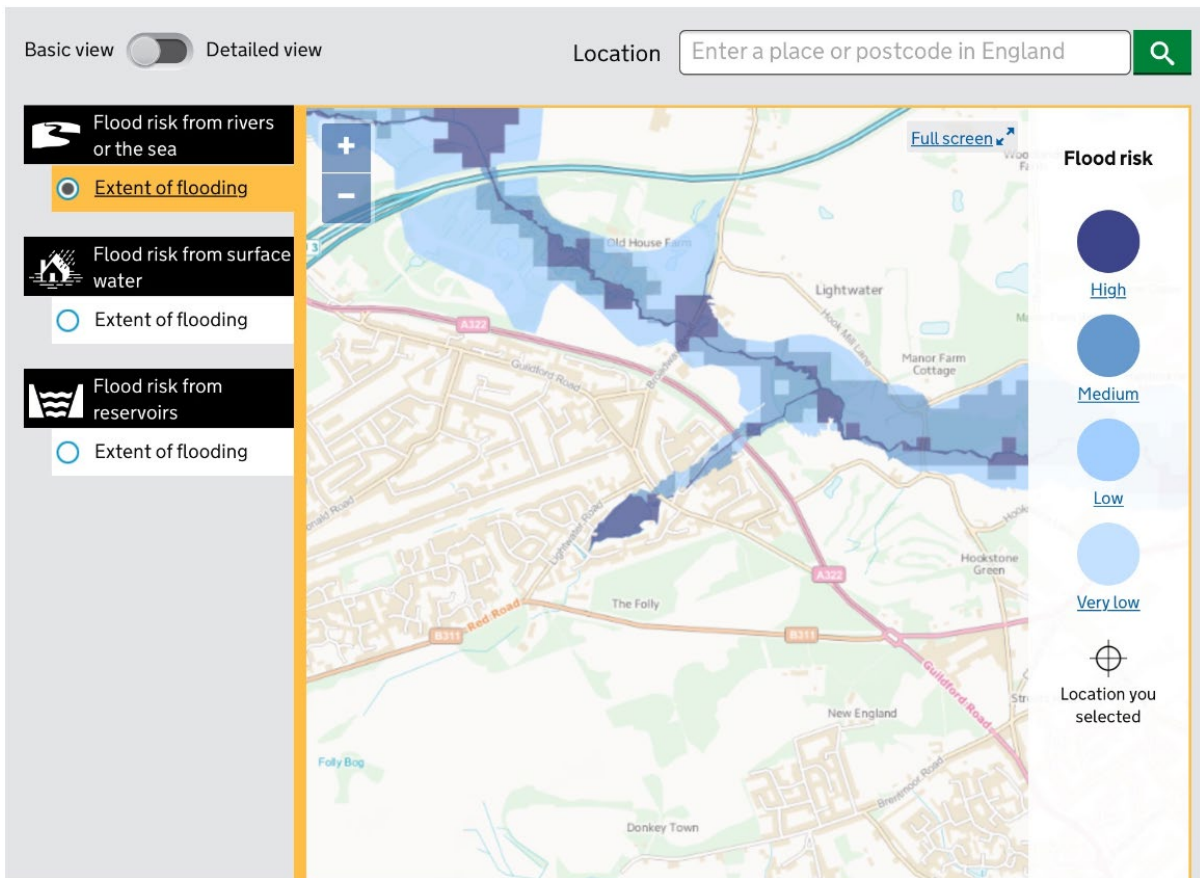 Basic view
Detailed view
Location
Enter a place or postcode in England
Flood risk from rivers
or the sea
Extent of flooding
Flood risk from surface
water
Extent of flooding
Flood risk from
reservoirs
Extent of flooding
+
−
Full screen
3
Old House Farm
Lightwater
A322
Guildford Road
Broadway
Hook Mill Lane
Manor Farm
Cottage
Lightwater Road
Hookstone
Green
A322
The Folly
Red Road
B311
B311
Guildford Road
New England
Folly Bog
Brentmoor Road
Donkey Town
Flood risk
High
Medium
Low
Very low
Location you
selected